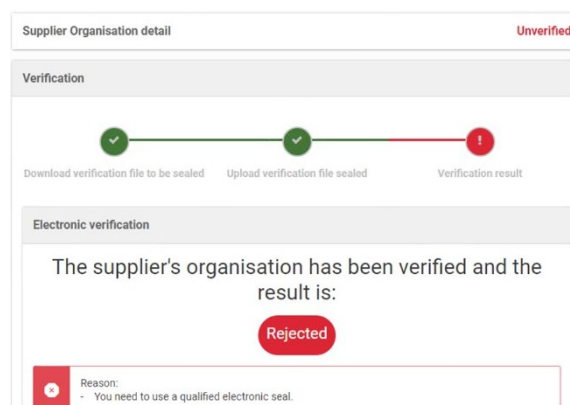 Supplier Organisation detail Unverified
Verification
Download verification file to be sealed Upload verification file sealed Verification result
Electronic verification
The supplier's organisation has been verified and the
result is:
Rejected
Reason:
- You need to use a qualified electronic seal.